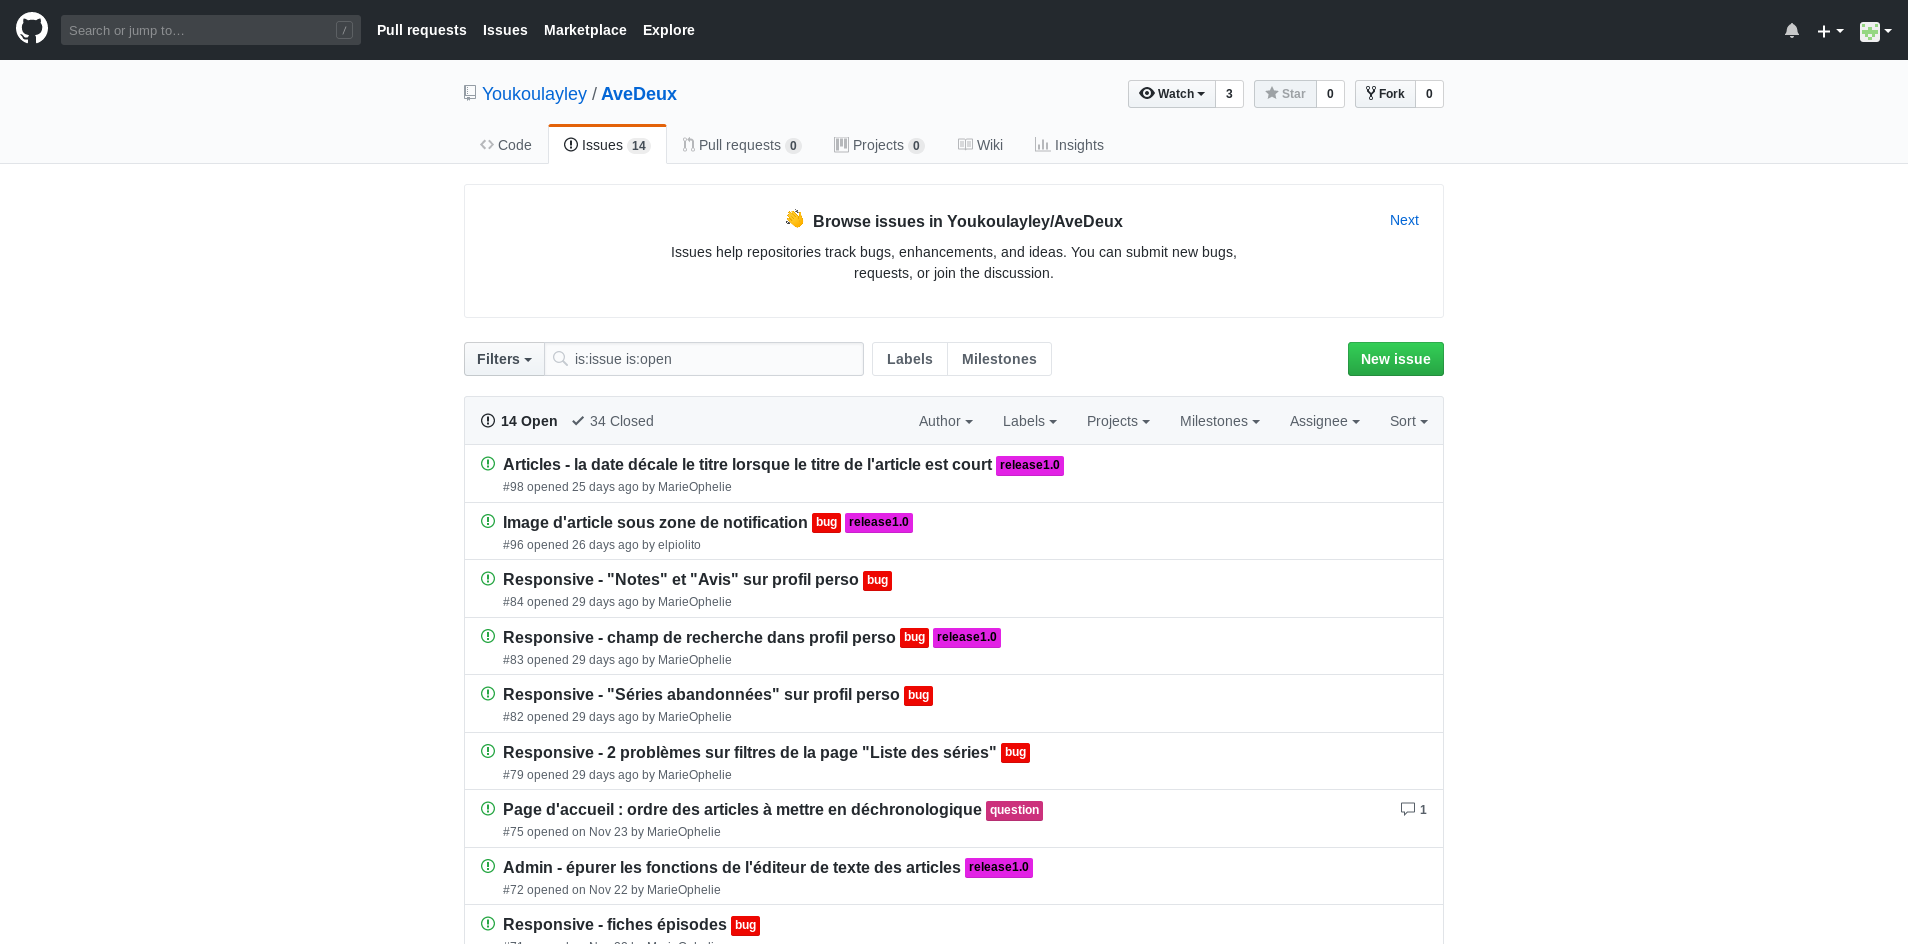 Search or jump to…
/
Pull requests
Issues
Marketplace
Explore
Youkoulayley / AveDeux
Watch 3
Star 0
Fork 0
Code
Issues 14
Pull requests 0
Projects 0
Wiki
Insights
Browse issues in Youkoulayley/AveDeux
Next
Issues help repositories track bugs, enhancements, and ideas. You can submit new bugs,
requests, or join the discussion.
Filters
is:issue is:open
Labels
Milestones
New issue
14 Open
34 Closed
Author
Labels
Projects
Milestones
Assignee
Sort
Articles - la date décale le titre lorsque le titre de l'article est court release1.0
#98 opened 25 days ago by MarieOphelie
Image d'article sous zone de notification bug release1.0
#96 opened 26 days ago by elpiolito
Responsive - "Notes" et "Avis" sur profil perso bug
#84 opened 29 days ago by MarieOphelie
Responsive - champ de recherche dans profil perso bug release1.0
#83 opened 29 days ago by MarieOphelie
Responsive - "Séries abandonnées" sur profil perso bug
#82 opened 29 days ago by MarieOphelie
Responsive - 2 problèmes sur filtres de la page "Liste des séries" bug
#79 opened 29 days ago by MarieOphelie
Page d'accueil : ordre des articles à mettre en déchronologique question
1
#75 opened on Nov 23 by MarieOphelie
Admin - épurer les fonctions de l'éditeur de texte des articles release1.0
#72 opened on Nov 22 by MarieOphelie
Responsive - fiches épisodes bug